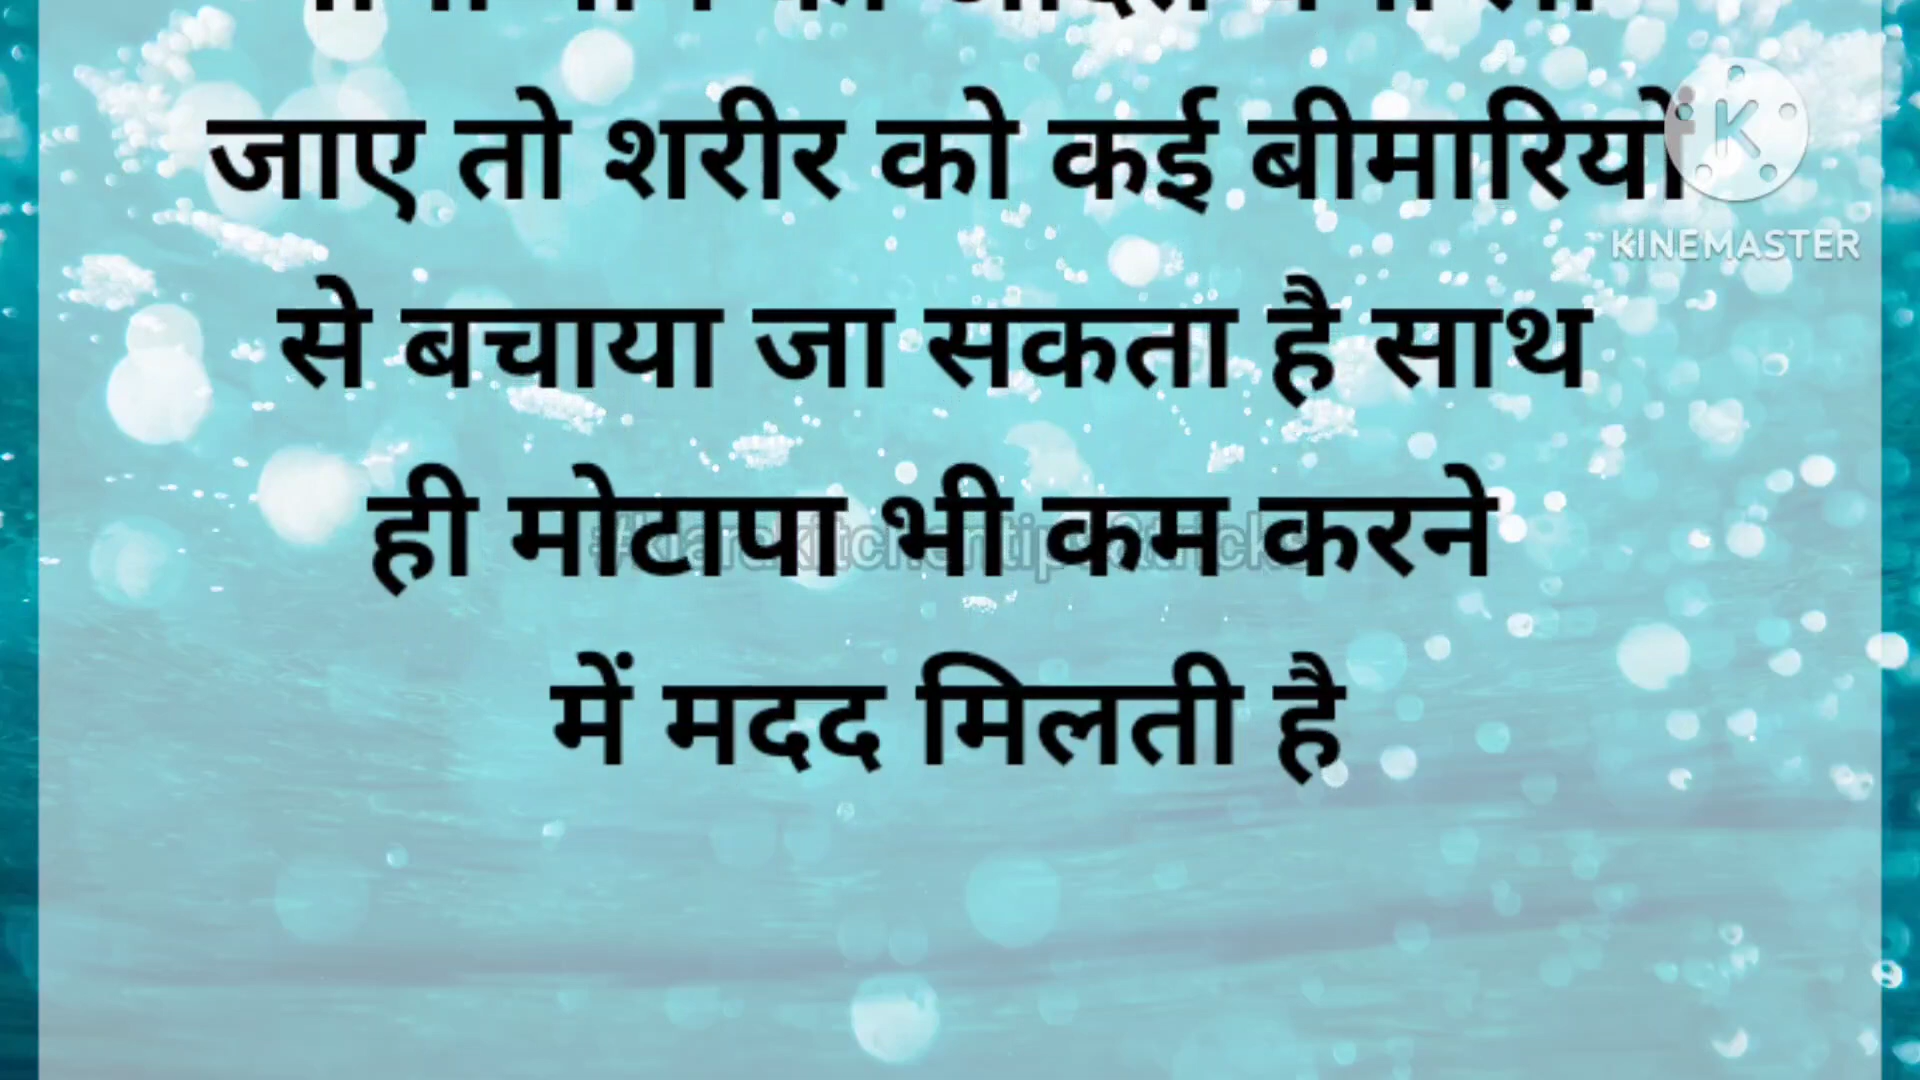 जाए तो शरीर को कई बीमारियों
K
KINEMASTER
से बचाया जा सकता है साथ
ही मोटापा भी कम करने
में मदद मिलती है